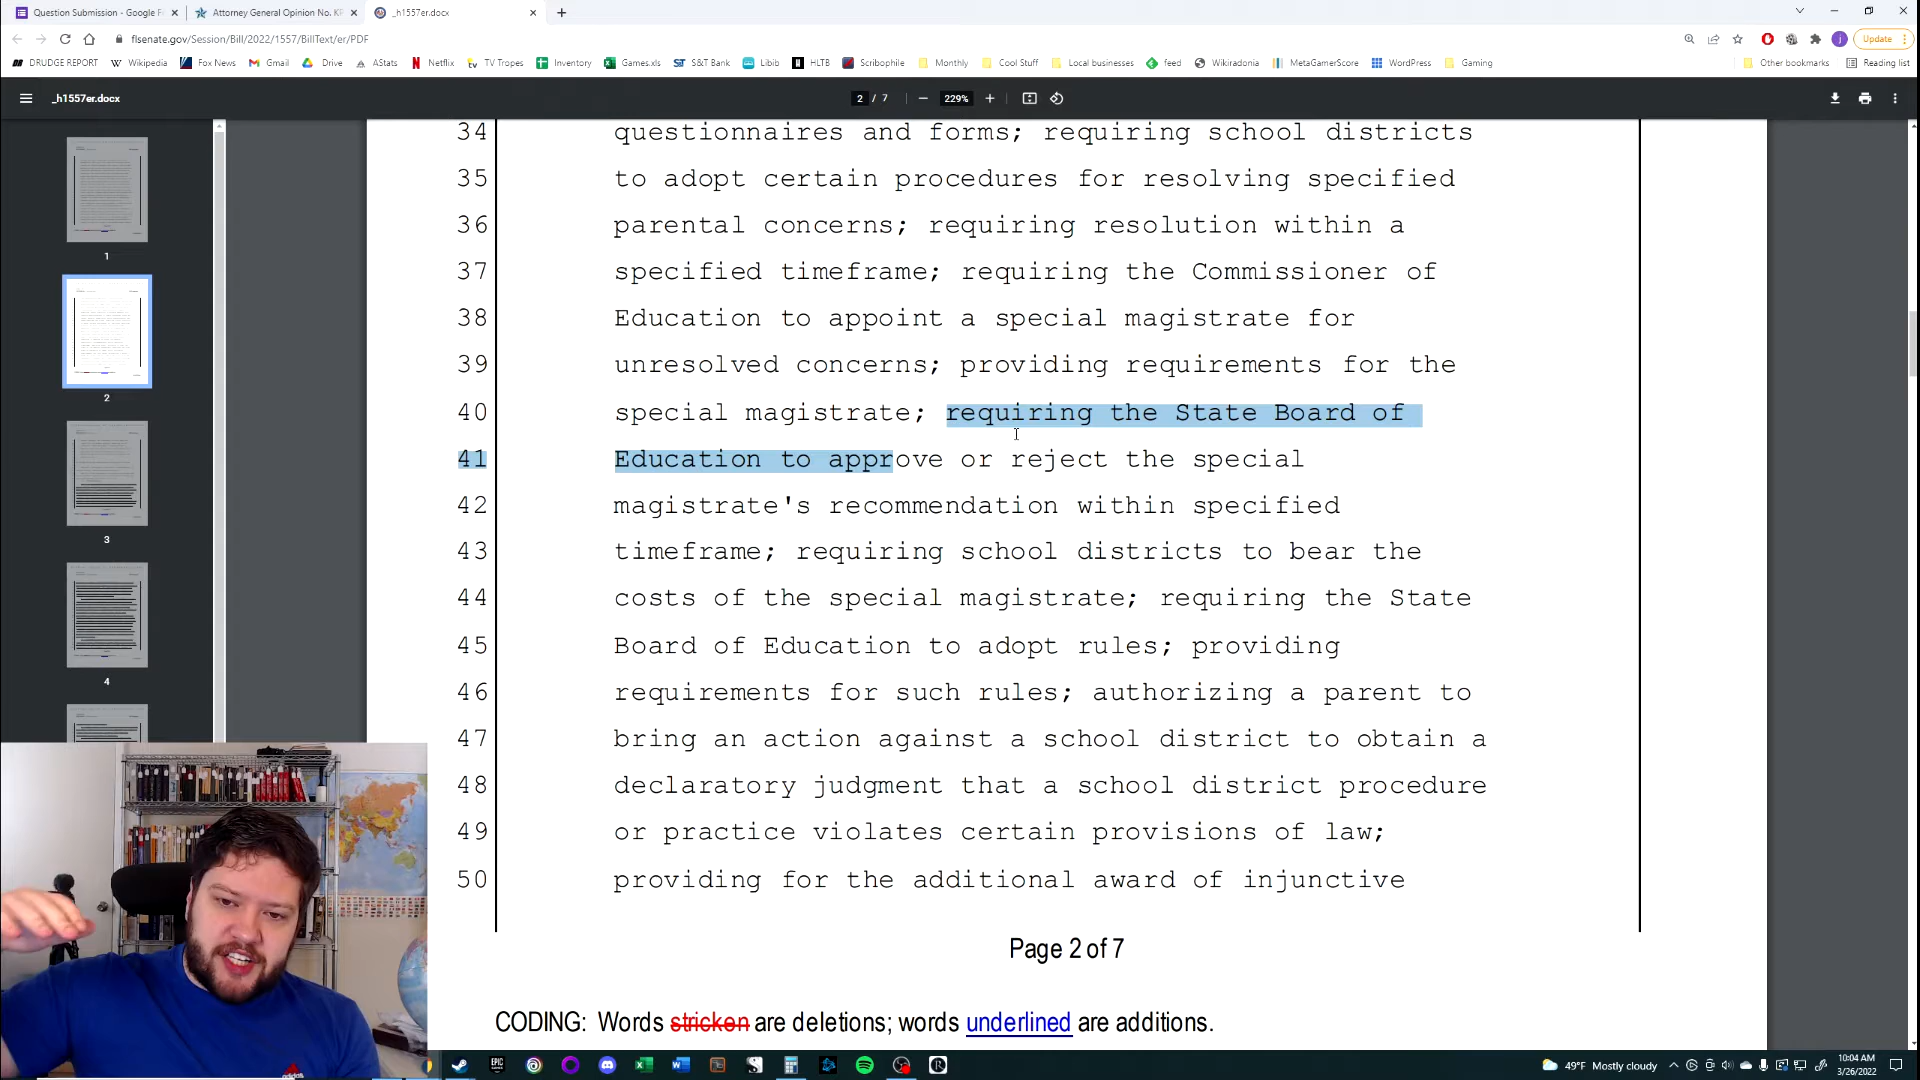 Question Submission - Google F
Attorney General Opinion No. K
_h1557er.docx
flsenate.gov/Session/Bill/2022/1557/BillText/er/PDF
Update
DRUDGE REPORT
Wikipedia
Fox News
Gmail
Drive
AStats
Netflix
TV Tropes
Inventory
Games.xls
S&T Bank
Libib
HLTB
Scribophile
Monthly
Cool Stuff
Local businesses
feed
Wikiradonia
MetaGamerScore
WordPress
Gaming
Other bookmarks
Reading list
_h1557er.docx
2 / 7
229%
1
2
3
4
34 questionnaires and forms; requiring school districts
35 to adopt certain procedures for resolving specified
36 parental concerns; requiring resolution within a
37 specified timeframe; requiring the Commissioner of
38 Education to appoint a special magistrate for
39 unresolved concerns; providing requirements for the
40 special magistrate; requiring the State Board of
41 Education to approve or reject the special
42 magistrate's recommendation within specified
43 timeframe; requiring school districts to bear the
44 costs of the special magistrate; requiring the State
45 Board of Education to adopt rules; providing
46 requirements for such rules; authorizing a parent to
47 bring an action against a school district to obtain a
48 declaratory judgment that a school district procedure
49 or practice violates certain provisions of law;
50 providing for the additional award of injunctive
Page 2 of 7
CODING: Words stricken are deletions; words underlined are additions.
49°F Mostly cloudy
10:04 AM
3/26/2022